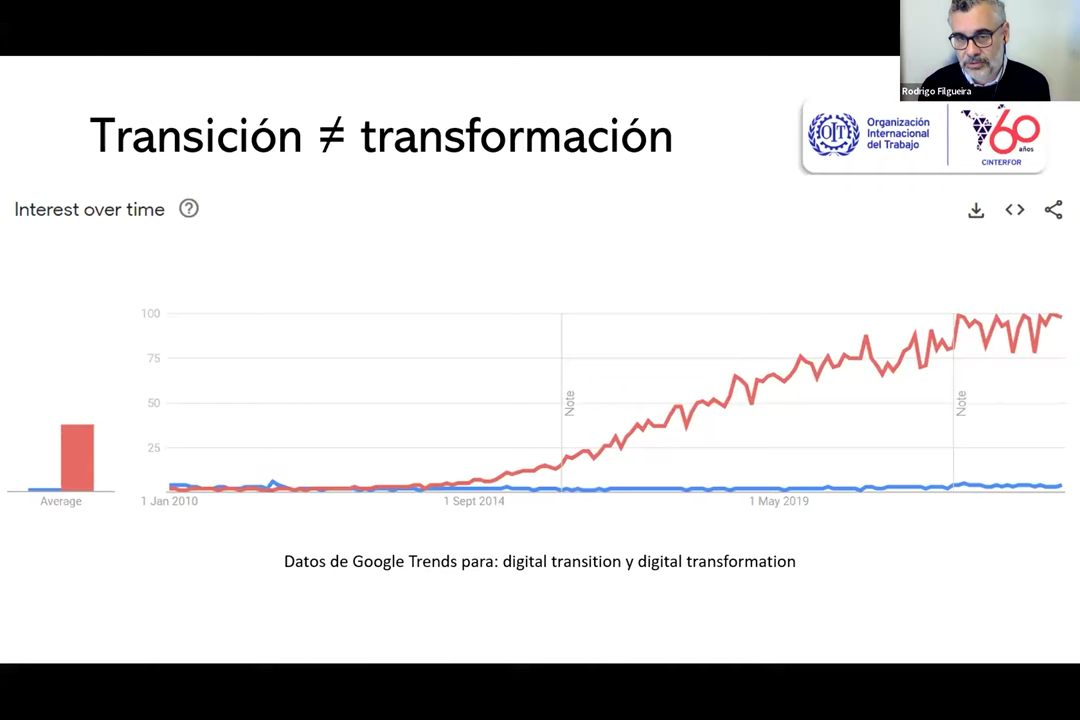 Rodrigo Filgueira
Transición ≠ transformación
OIT
Organización
Internacional
del Trabajo
60
años
CINTERFOR
Interest over time ?
100
75
50
25
Note
Note
Average
1 Jan 2010
1 Sept 2014
1 May 2019
Datos de Google Trends para: digital transition y digital transformation